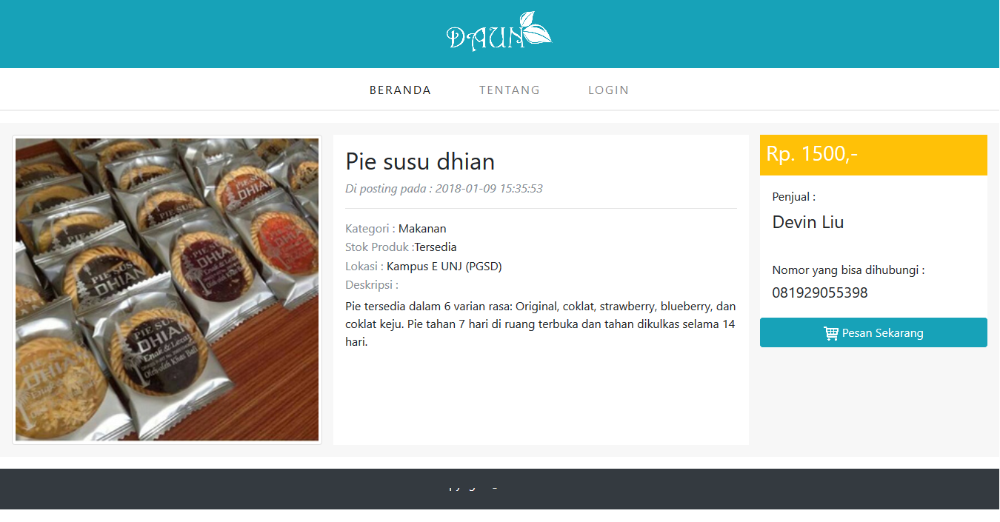 DAUN
BERANDA TENTANG LOGIN
PIE SUSU
DHIAN
Enak & Lezat
Pie susu dhian
Di posting pada : 2018-01-09 15:35:53
Kategori : Makanan
Stok Produk :Tersedia
Lokasi : Kampus E UNJ (PGSD)
Deskripsi :
Pie tersedia dalam 6 varian rasa: Original, coklat, strawberry, blueberry, dan
coklat keju. Pie tahan 7 hari di ruang terbuka dan tahan dikulkas selama 14
hari.
Rp. 1500,-
Penjual :
Devin Liu
Nomor yang bisa dihubungi :
081929055398
Pesan Sekarang